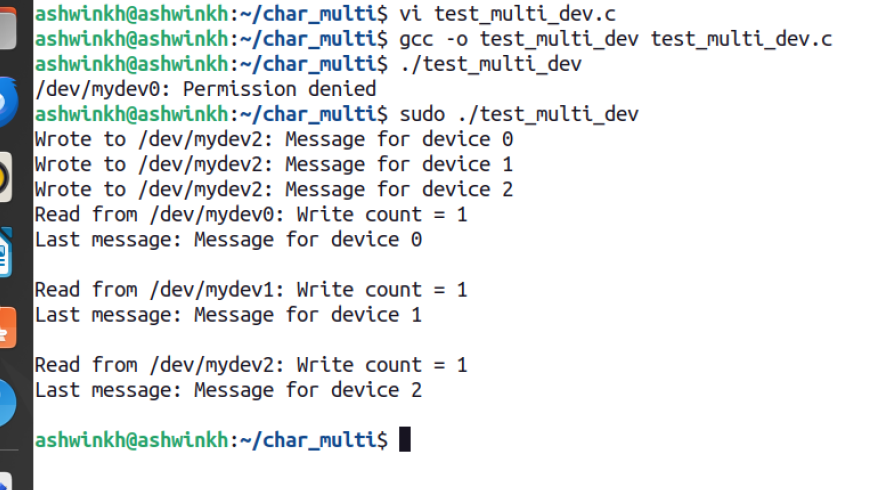 ashwinkh@ashwinkh:~/char_multi$ vi test_multi_dev.c
ashwinkh@ashwinkh:~/char_multi$ gcc -o test_multi_dev test_multi_dev.c
ashwinkh@ashwinkh:~/char_multi$ ./test_multi_dev
/dev/mydev0: Permission denied
ashwinkh@ashwinkh:~/char_multi$ sudo ./test_multi_dev
Wrote to /dev/mydev2: Message for device 0
Wrote to /dev/mydev2: Message for device 1
Wrote to /dev/mydev2: Message for device 2
Read from /dev/mydev0: Write count = 1
Last message: Message for device 0
Read from /dev/mydev1: Write count = 1
Last message: Message for device 1
Read from /dev/mydev2: Write count = 1
Last message: Message for device 2
ashwinkh@ashwinkh:~/char_multi$